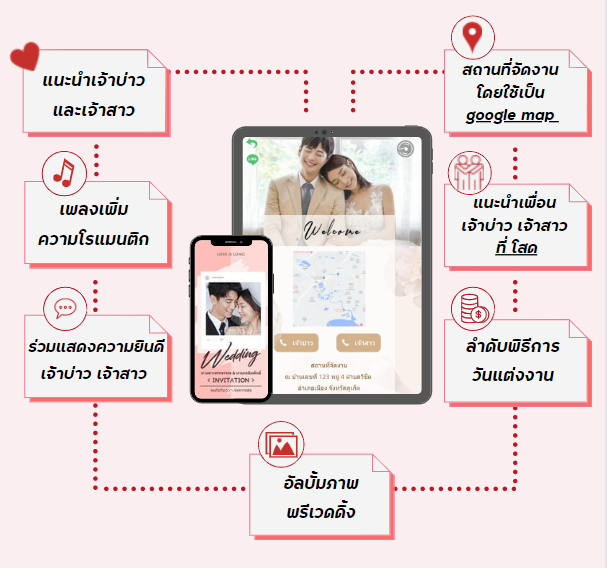 แนะนำเจ้าบ่าว
และเจ้าสาว
สถานที่จัดงาน
โดยใช้เป็น
google map
เพลงเพิ่ม
ความโรแมนติก
แนะนำเพื่อน
เจ้าบ่าว เจ้าสาว
ที่ โสด
ร่วมแสดงความยินดี
เจ้าบ่าว เจ้าสาว
ลำดับพิธีการ
วันแต่งงาน
อัลบั้มภาพ
พรีเวดดิ้ง
LINE
Welcome
เจ้าบ่าว
เจ้าสาว
สถานที่จัดงาน
ณ บ้านเลขที่ 123 หมู่ 4 ตำบลวิชิต
อำเภอเมือง จังหวัดภูเก็ต
Wedding
< INVITATION >